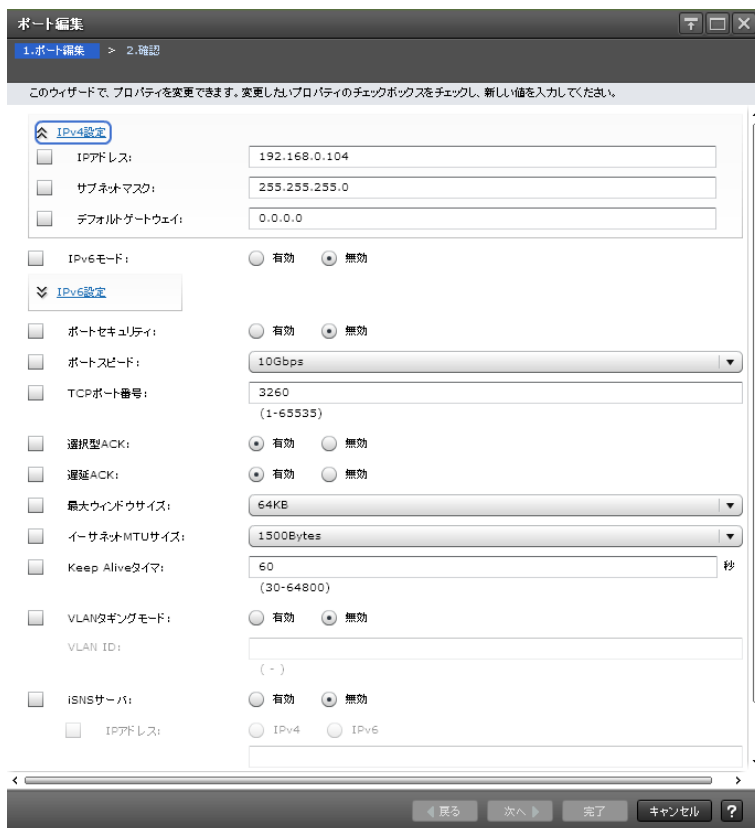 ポート編集
1.ポート編集 > 2.確認
このウィザードで、プロパティを変更できます。変更したいプロパティのチェックボックスをチェックし、新しい値を入力してください。
IPv4設定
IPアドレス: 192.168.0.104
サブネットマスク: 255.255.255.0
デフォルトゲートウェイ: 0.0.0.0
IPv6モード: 有効 無効
IPv6設定
ポートセキュリティ: 有効 無効
ポートスピード: 10Gbps
TCPポート番号: 3260
(1-65535)
選択型ACK: 有効 無効
遅延ACK: 有効 無効
最大ウィンドウサイズ: 64KB
イーサネットMTUサイズ: 1500Bytes
Keep Aliveタイマ: 60 秒
(30-64800)
VLANタギングモード: 有効 無効
VLAN ID:
( - )
iSNSサーバ: 有効 無効
IPアドレス: IPv4 IPv6
戻る 次へ 完了 キャンセル ?